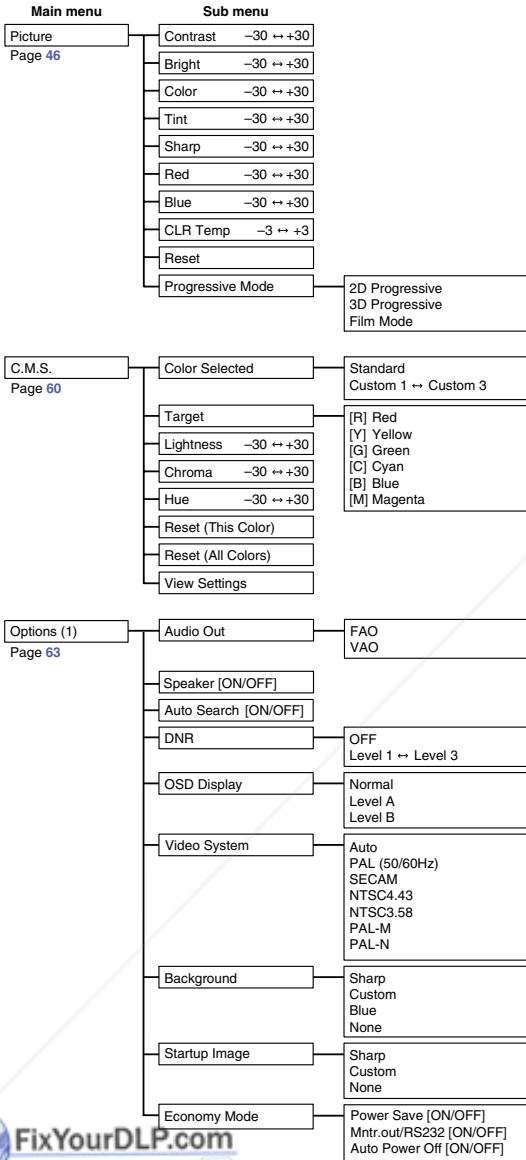 Main menu Sub menu
Picture
Page 46
Contrast –30 ↔ +30
Bright –30 ↔ +30
Color –30 ↔ +30
Tint –30 ↔ +30
Sharp –30 ↔ +30
Red –30 ↔ +30
Blue –30 ↔ +30
CLR Temp –3 ↔ +3
Reset
Progressive Mode
2D Progressive
3D Progressive
Film Mode
C.M.S.
Page 60
Color Selected
Standard
Custom 1 ↔ Custom 3
Target
[R] Red
[Y] Yellow
[G] Green
[C] Cyan
[B] Blue
[M] Magenta
Lightness –30 ↔ +30
Chroma –30 ↔ +30
Hue –30 ↔ +30
Reset (This Color)
Reset (All Colors)
View Settings
Options (1)
Page 63
Audio Out
FAO
VAO
Speaker [ON/OFF]
Auto Search [ON/OFF]
DNR
OFF
Level 1 ↔ Level 3
OSD Display
Normal
Level A
Level B
Video System
Auto
PAL (50/60Hz)
SECAM
NTSC4.43
NTSC3.58
PAL-M
PAL-N
Background
Sharp
Custom
Blue
None
Startup Image
Sharp
Custom
None
Economy Mode
Power Save [ON/OFF]
Mntr.out/RS232 [ON/OFF]
Auto Power Off [ON/OFF]
FixYourDLP.com